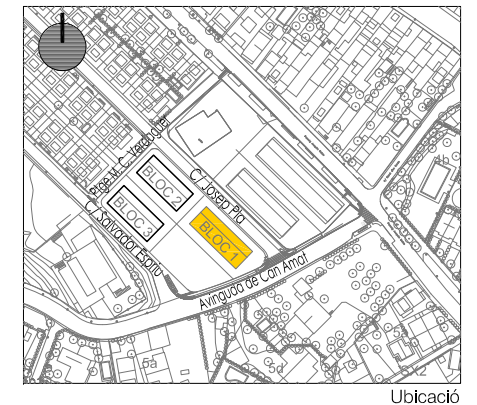 Ptge.M. C. Verdaguer
BLOC 2
C/ Josep Pla
BLOC 3
C/ Salvador Espriu
BLOC 1
Avinguda de Can Amat
Ubicació